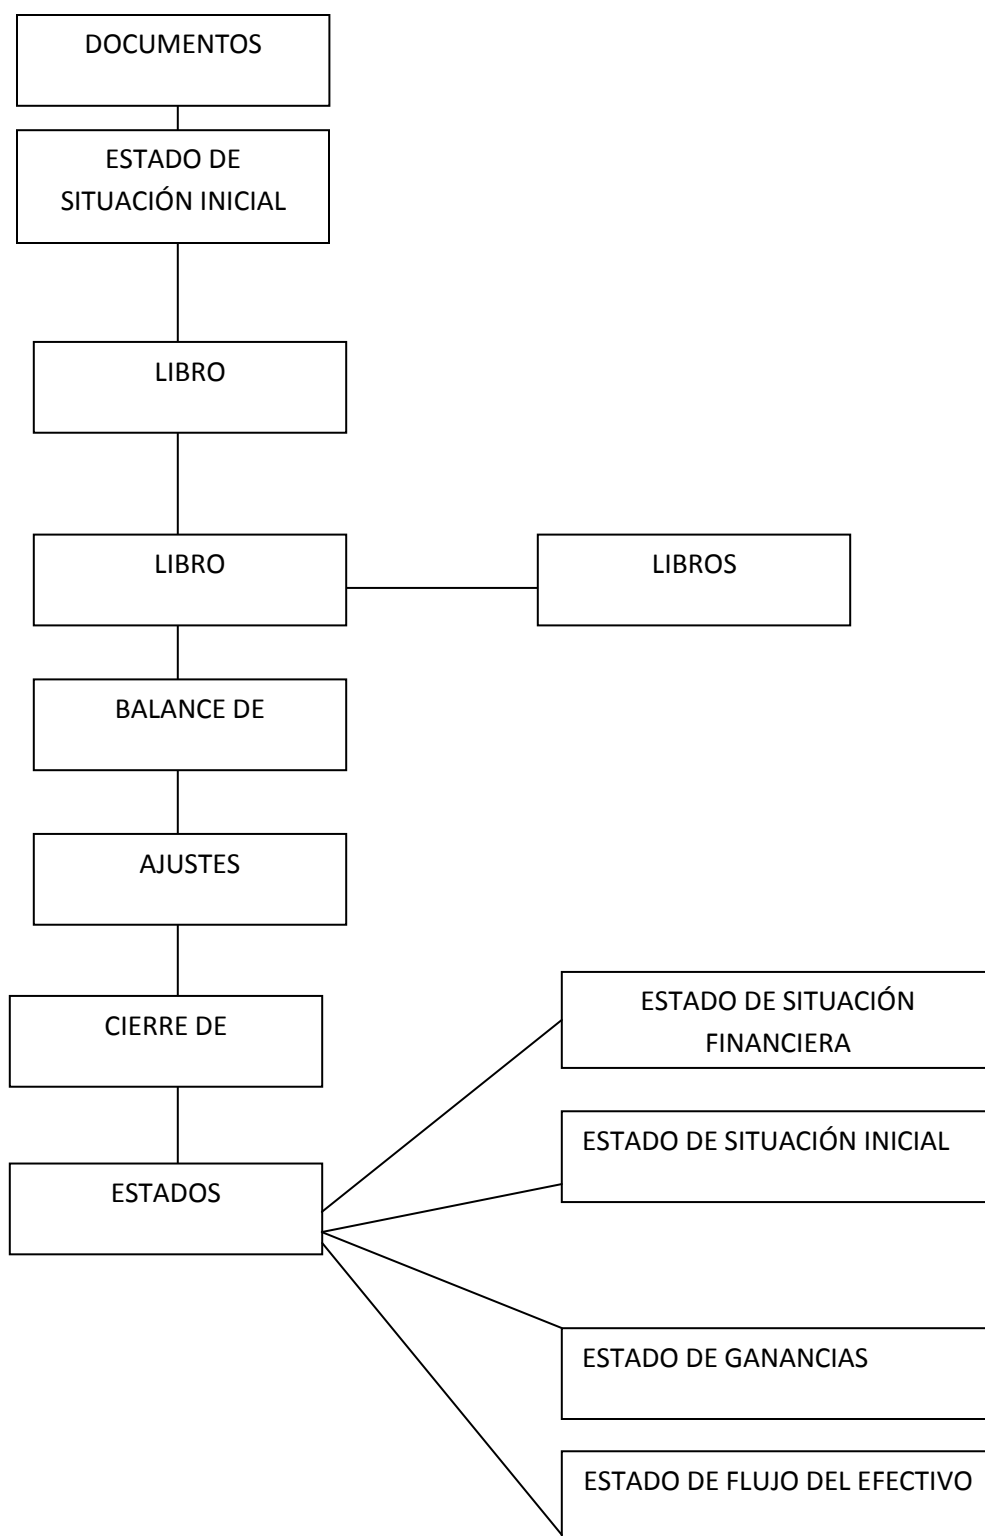 DOCUMENTOS
ESTADO DE
SITUACIÓN INICIAL
LIBRO
LIBRO
LIBROS
BALANCE DE
AJUSTES
CIERRE DE
ESTADO DE SITUACIÓN
FINANCIERA
ESTADO DE SITUACIÓN INICIAL
ESTADOS
ESTADO DE GANANCIAS
ESTADO DE FLUJO DEL EFECTIVO